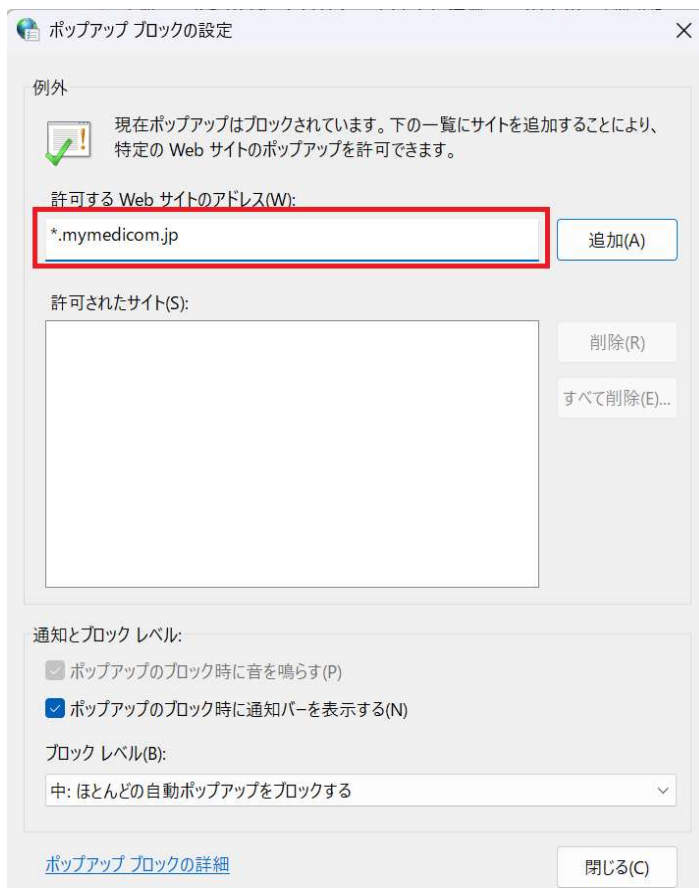 ポップアップ ブロックの設定
例外
現在ポップアップはブロックされています。下の一覧にサイトを追加することにより、
特定の Web サイトのポップアップを許可できます。
許可する Web サイトのアドレス(W):
*.mymedicom.jp
追加(A)
許可されたサイト(S):
削除(R)
すべて削除(E)...
通知とブロック レベル:
ポップアップのブロック時に音を鳴らす(P)
ポップアップのブロック時に通知バーを表示する(N)
ブロック レベル(B):
中: ほとんどの自動ポップアップをブロックする
ポップアップ ブロックの詳細
閉じる(C)